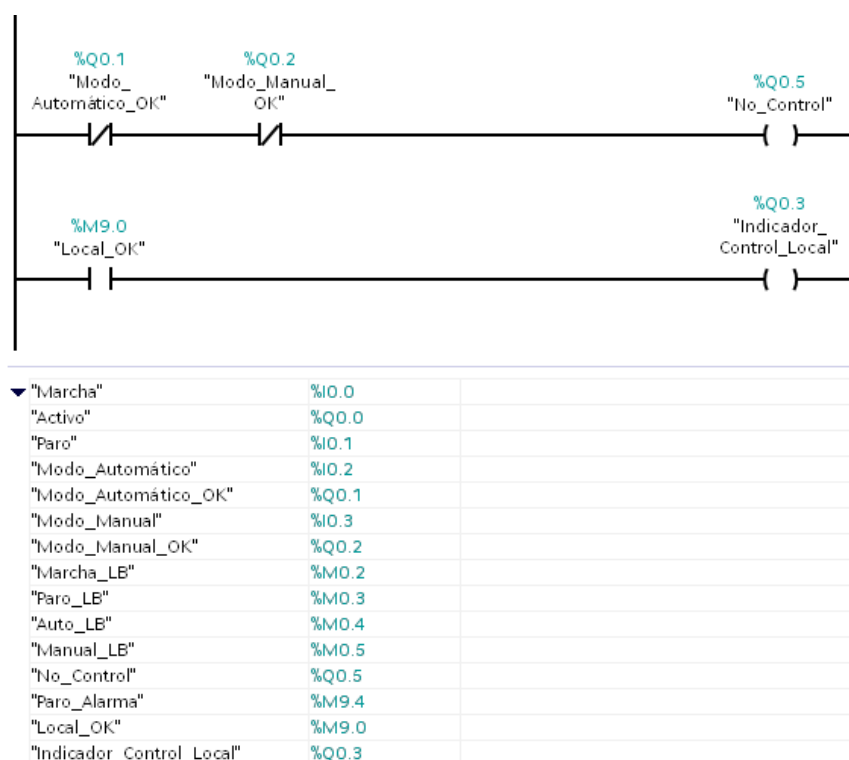 %Q0.1 %Q0.2
"Modo_ "Modo_Manual_ %Q0.5
Automático_OK" OK" "No_Control"
%Q0.3
%M9.0 "Indicador_
"Local_OK" Control_Local"
"Marcha" %I0.0
"Activo" %Q0.0
"Paro" %I0.1
"Modo_Automático" %I0.2
"Modo_Automático_OK" %Q0.1
"Modo_Manual" %I0.3
"Modo_Manual_OK" %Q0.2
"Marcha_LB" %M0.2
"Paro_LB" %M0.3
"Auto_LB" %M0.4
"Manual_LB" %M0.5
"No_Control" %Q0.5
"Paro_Alarma" %M9.4
"Local_OK" %M9.0
"Indicador_Control_Local" %Q0.3